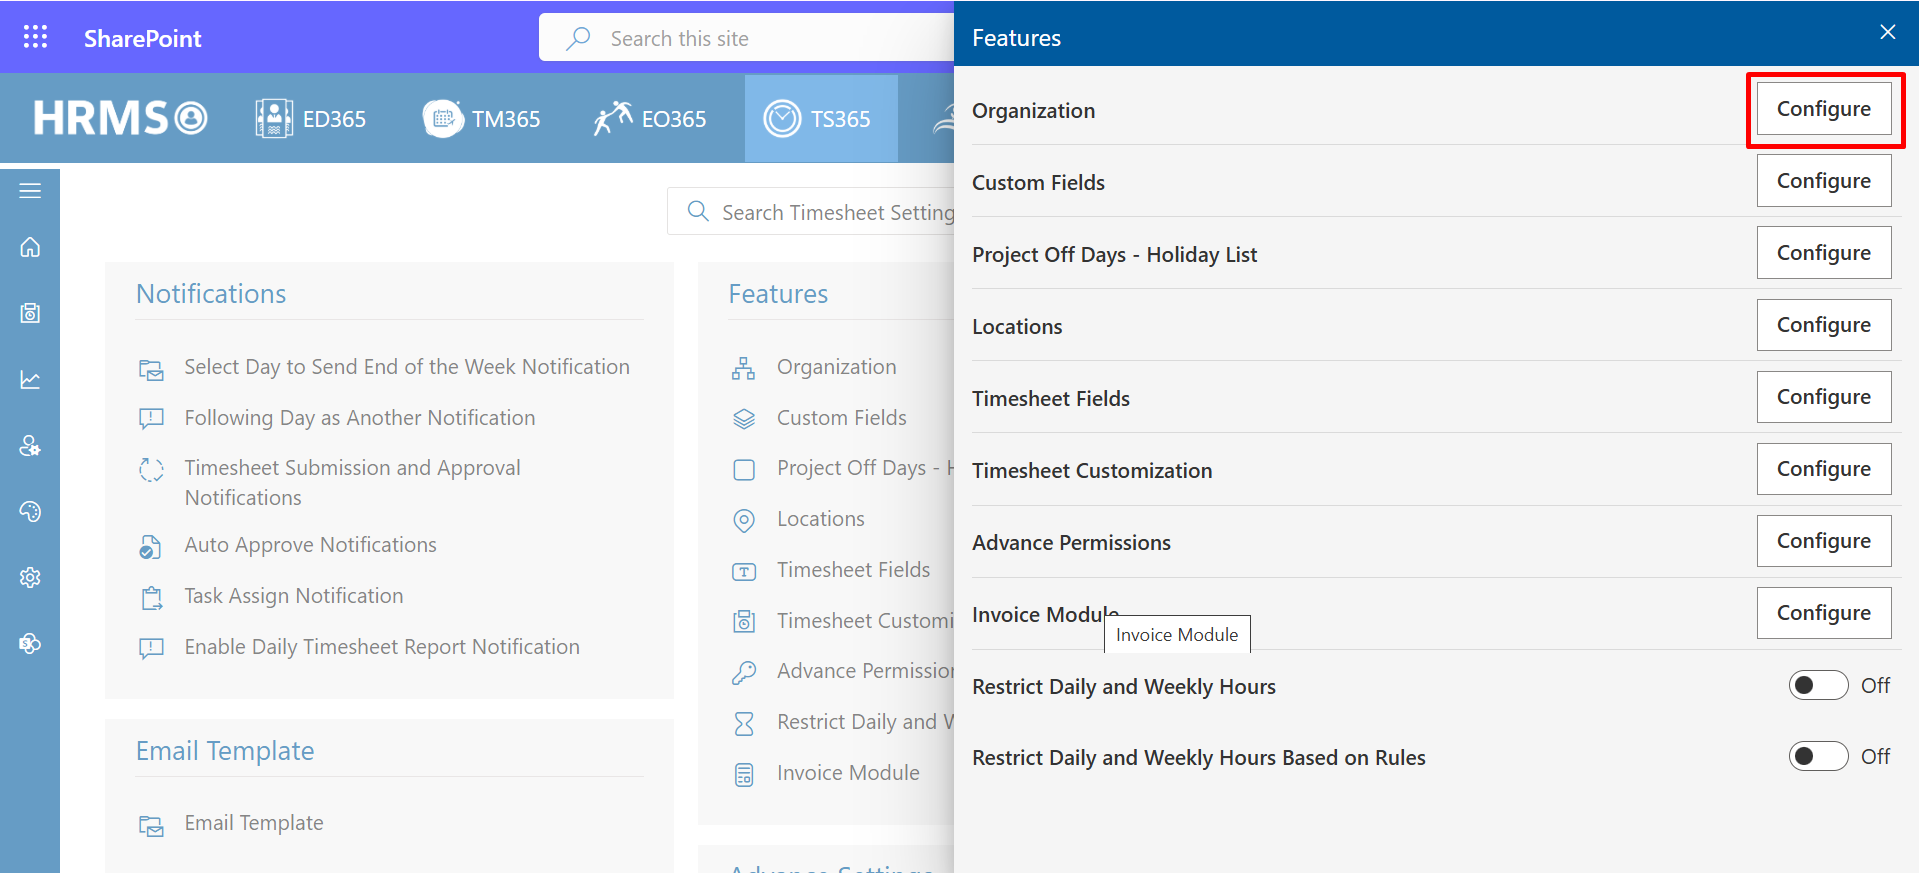 SharePoint
Search this site
HRMS
ED365
TM365
EO365
TS365
Search Timesheet Setting
Notifications
Select Day to Send End of the Week Notification
Following Day as Another Notification
Timesheet Submission and Approval
Notifications
Auto Approve Notifications
Task Assign Notification
Enable Daily Timesheet Report Notification
Email Template
Email Template
Features
Organization
Custom Fields
Project Off Days - H
Locations
Timesheet Fields
Timesheet Customi
Advance Permission
Restrict Daily and W
Invoice Module
Advance Settings
Features
Organization
Configure
Custom Fields
Configure
Project Off Days - Holiday List
Configure
Locations
Configure
Timesheet Fields
Configure
Timesheet Customization
Configure
Advance Permissions
Configure
Invoice Module
Configure
Invoice Module
Restrict Daily and Weekly Hours
Off
Restrict Daily and Weekly Hours Based on Rules
Off